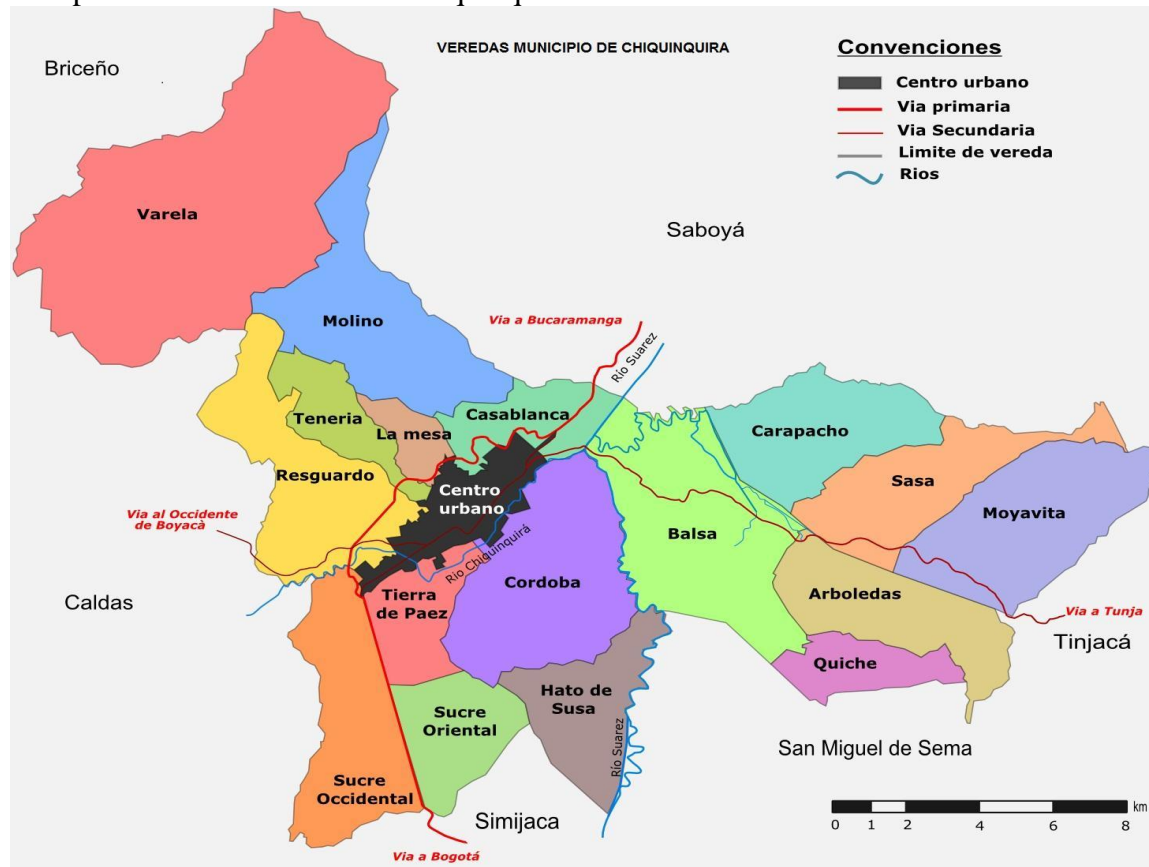 VEREDAS MUNICIPIO DE CHIQUINQUIRA
Convenciones
Centro urbano
Via primaria
Via Secundaria
Limite de vereda
Rios
Briceño
Varela
Saboyá
Molino
Via a Bucaramanga
Río Suarez
Teneria
La mesa
Casablanca
Carapacho
Resguardo
Centro
urbano
Sasa
Moyavita
Via al Occidente
de Boyacà
Río Chiquinquirá
Balsa
Caldas
Tierra
de Paez
Cordoba
Arboledas
Via a Tunja
Tinjacá
Quiche
Hato de
Susa
Sucre
Oriental
Río Suarez
San Miguel de Sema
Sucre
Occidental
Simijaca
Via a Bogotá
km
0 1 2 4 6 8